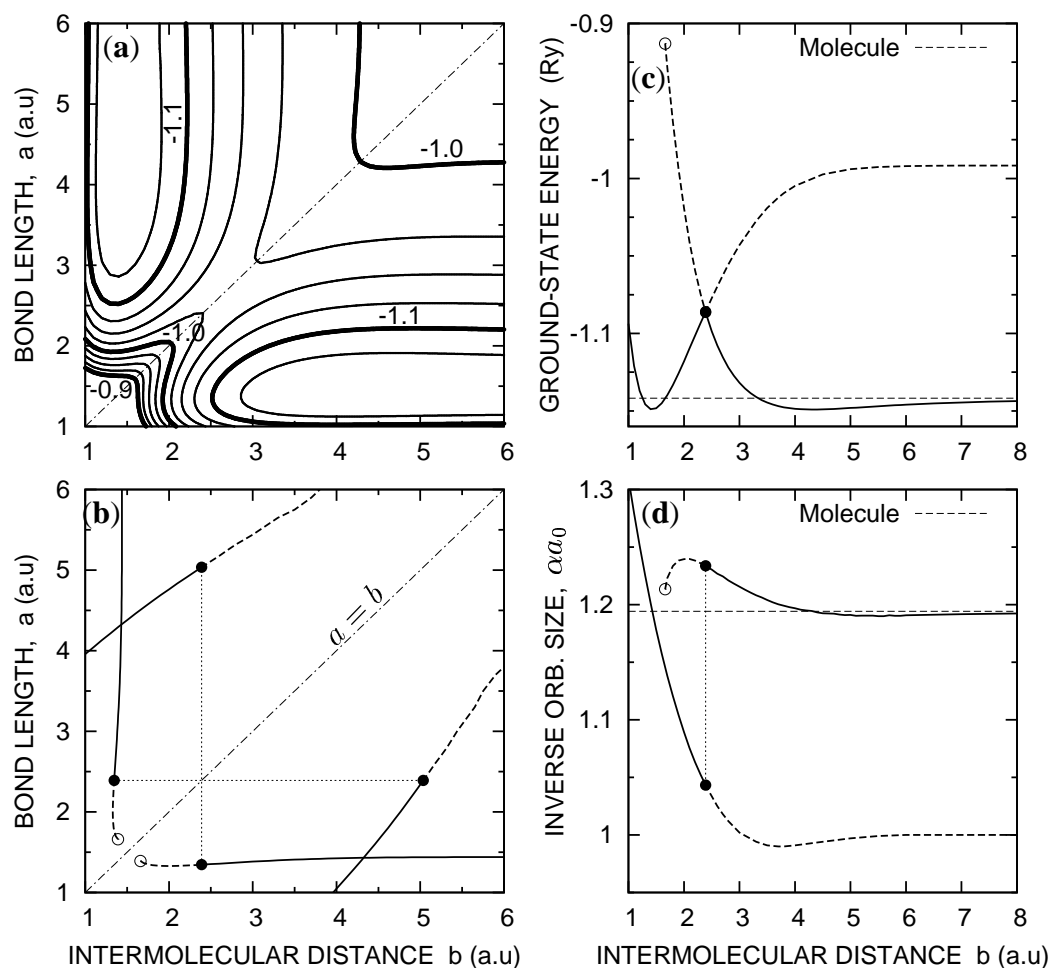 (a)
BOND LENGTH, a (a.u)
6
5
4
3
2
1
-1.1
-1.0
-1.1
-1.0
-0.9
1 2 3 4 5 6
(c)
GROUND-STATE ENERGY (Ry)
Molecule
-0.9
-1
-1.1
1 2 3 4 5 6 7 8
(b)
BOND LENGTH, a (a.u)
6
5
4
3
2
1
a = b
1 2 3 4 5 6
INTERMOLECULAR DISTANCE b (a.u)
(d)
INVERSE ORB. SIZE, αa₀
Molecule
1.3
1.2
1.1
1
1 2 3 4 5 6 7 8
INTERMOLECULAR DISTANCE b (a.u)